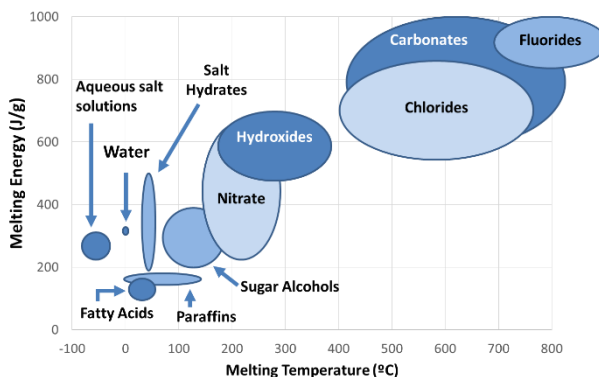 Melting Energy (J/g)
1000
800
600
400
200
0
Aqueous salt
solutions
Water
Salt
Hydrates
Carbonates
Fluorides
Chlorides
Hydroxides
Nitrate
Sugar Alcohols
Fatty Acids
Paraffins
-100
0
100
200
300
400
500
600
700
800
Melting Temperature (ºC)